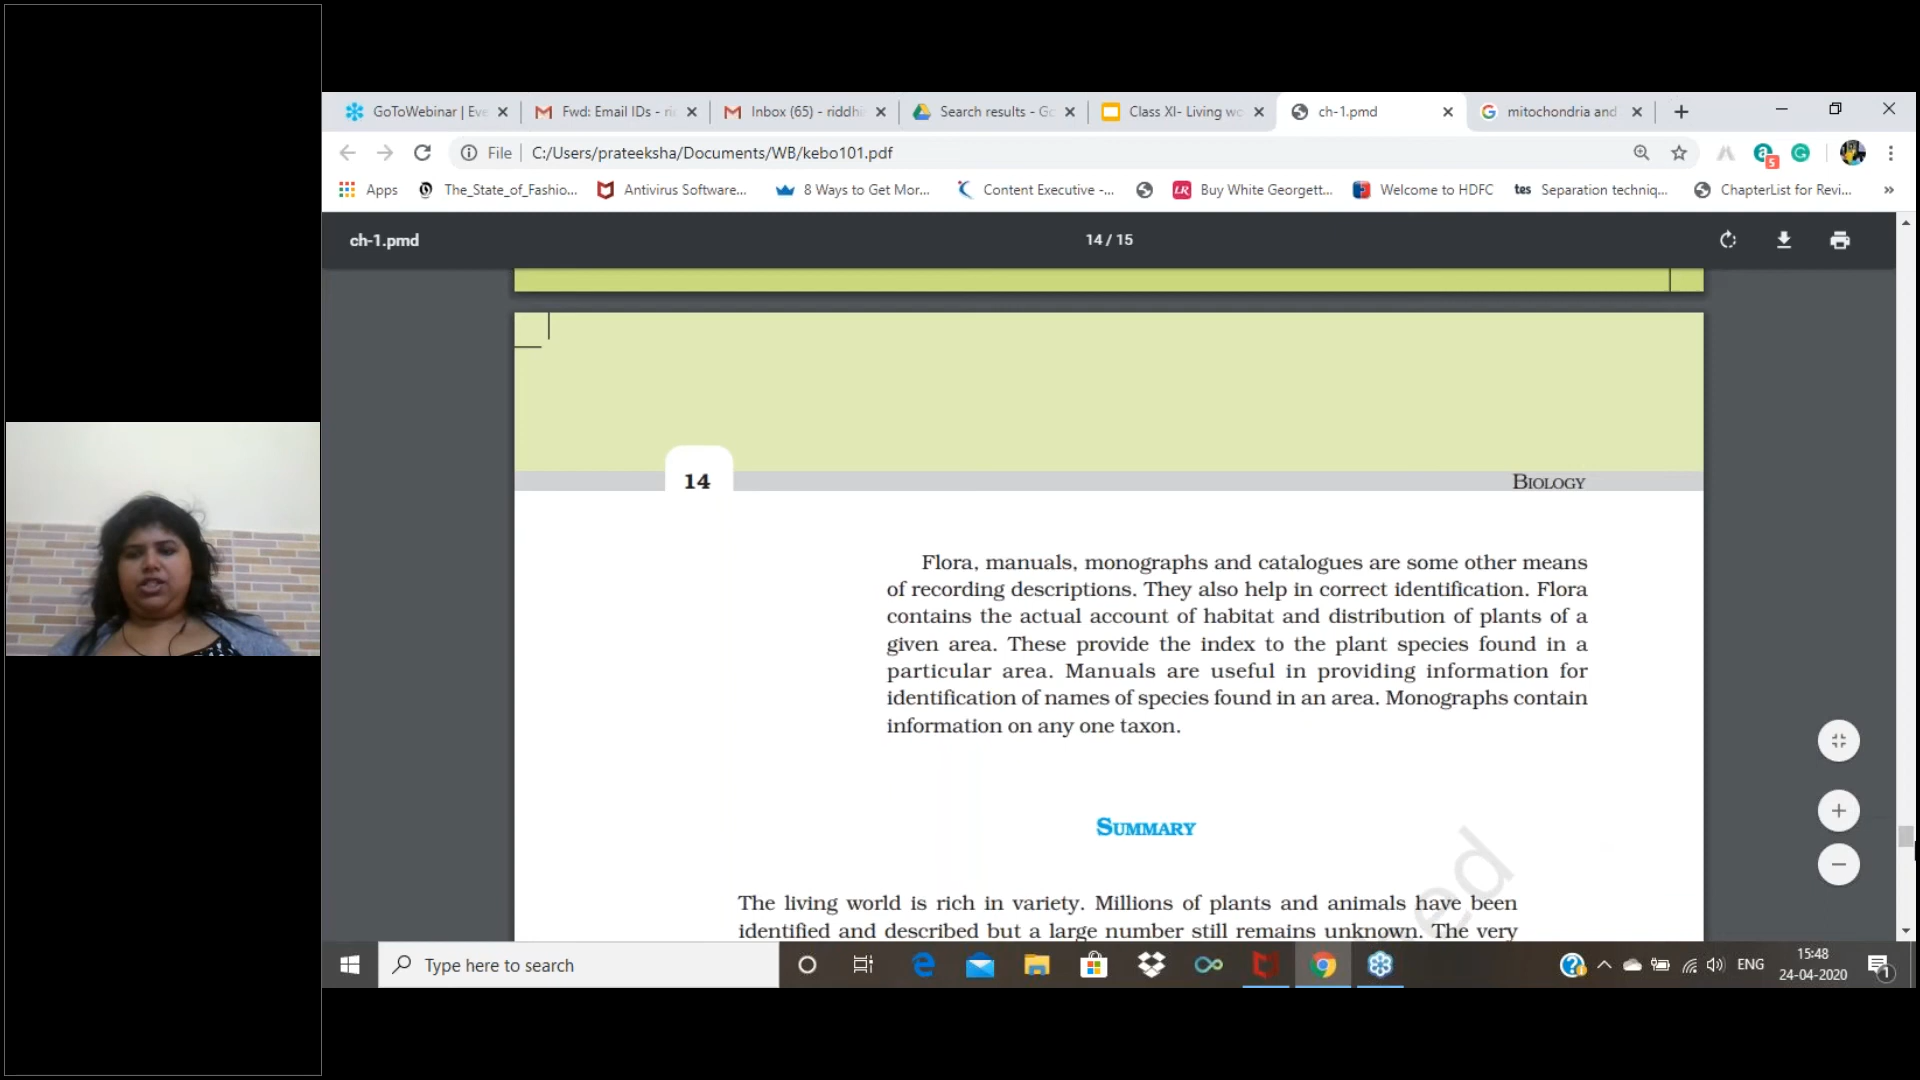 GoToWebinar | Eve
Fwd: Email IDs - ri
Inbox (65) - riddhi
Search results - Go
Class XI- Living wo
ch-1.pmd
mitochondria and
File
C:/Users/prateeksha/Documents/WB/kebo101.pdf
5
Apps
The_State_of_Fashio...
Antivirus Software...
8 Ways to Get Mor...
Content Executive -...
LR
Buy White Georgett...
Welcome to HDFC
tes
Separation techniq...
ChapterList for Revi...
»
ch-1.pmd
14 / 15
14
BIOLOGY
Flora, manuals, monographs and catalogues are some other means
of recording descriptions. They also help in correct identification. Flora
contains the actual account of habitat and distribution of plants of a
given area. These provide the index to the plant species found in a
particular area. Manuals are useful in providing information for
identification of names of species found in an area. Monographs contain
information on any one taxon.
SUMMARY
The living world is rich in variety. Millions of plants and animals have been
identified and described but a large number still remains unknown. The very
Type here to search
ENG
15:48
24-04-2020
1